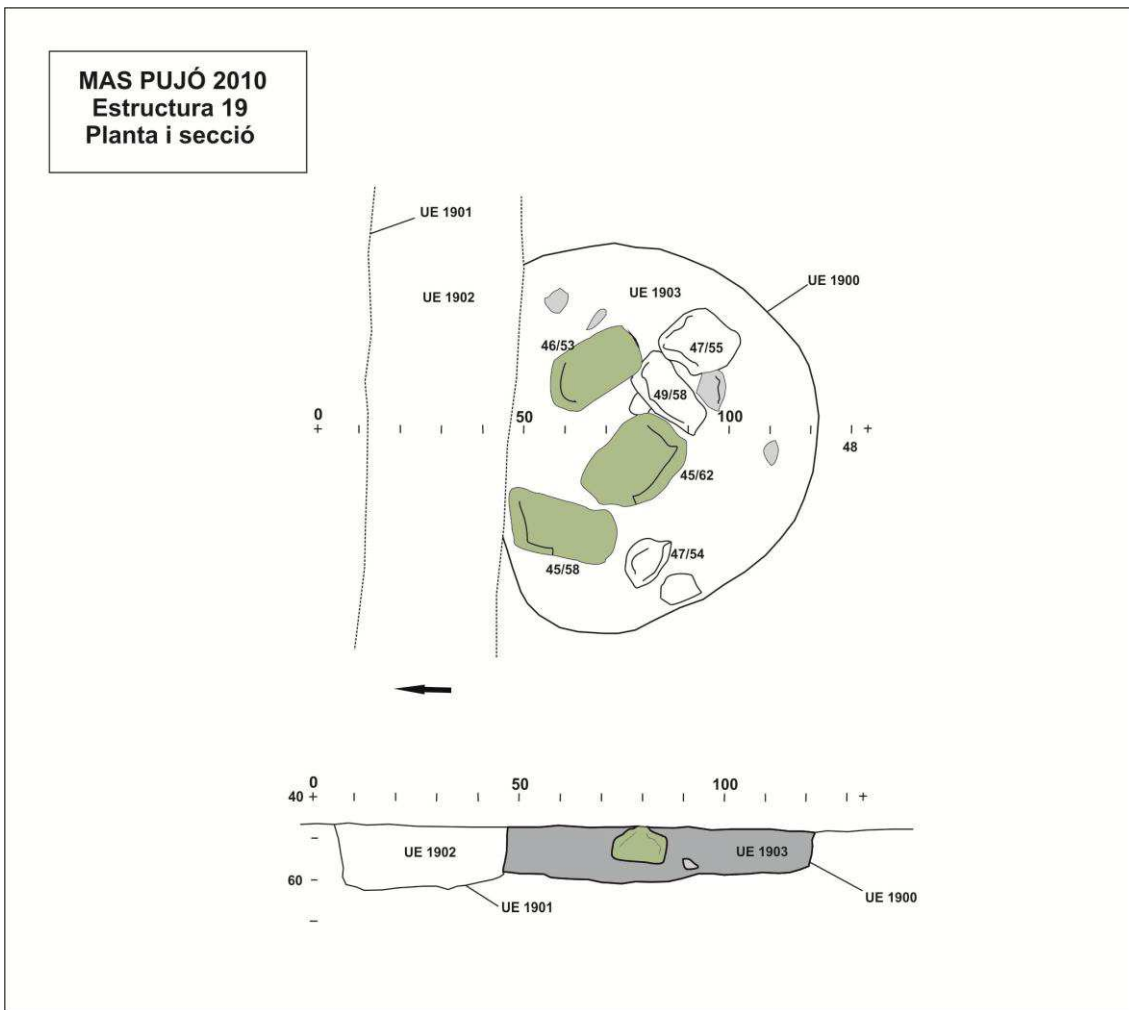 MAS PUJÓ 2010
Estructura 19
Planta i secció
UE 1901
UE 1902
UE 1903
UE 1900
46/53
47/55
49/58
0
50
100
48
45/62
45/58
47/54
0
50
100
40
UE 1902
UE 1903
60
UE 1901
UE 1900